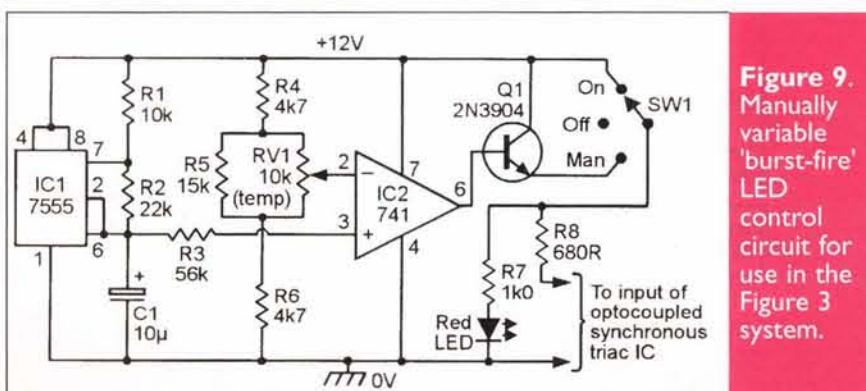 +12V
R1
10k
R4
4k7
Q1
2N3904
On
SW1
Off
Man
4
8
7
2
6
1
IC1
7555
R2
22k
R5
15k
RV1
10k
(temp)
2
−
3
+
7
IC2
741
6
4
R3
56k
+
C1
10µ
R6
4k7
R8
680R
R7
1k0
Red
LED
To input of
optocoupled
synchronous
triac IC
0V
Figure 9.
Manually
variable
'burst-fire'
LED
control
circuit for
use in the
Figure 3
system.